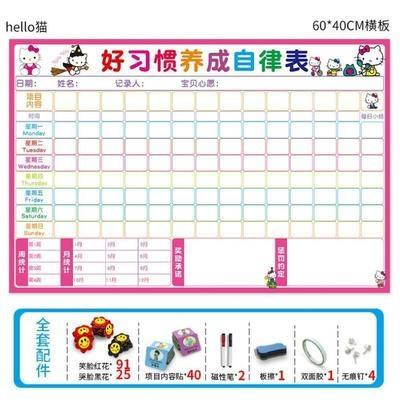 hello猫
60*40CM横板
好习惯养成自律表
日期: 姓名: 记录人: 宝贝心愿:
项目
内容
时间
每日小结
星期一
Monday
星期二
Tuesday
星期三
Wednesday
星期四
Thursday
星期五
Friday
星期六
Saturday
星期日
Sunday
周统计
第1周
第2周
第3周
第4周
月统计
1月 2月 3月
4月 5月 6月
7月 8月 9月
10月 11月 12月
奖励承诺
惩罚约定
全套配件
笑脸红花*91
哭脸黑花*25
项目内容贴*40
磁性笔*2
板擦*1
双面胶*1
无痕钉*4